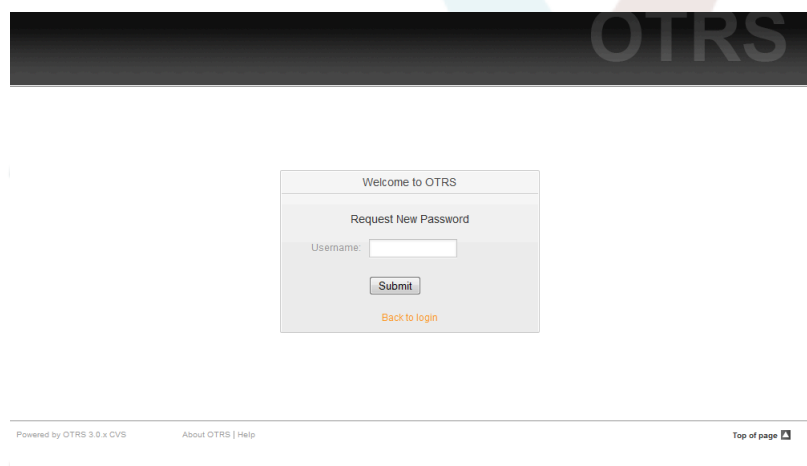 OTRS
Welcome to OTRS
Request New Password
Username:
Submit
Back to login
Powered by OTRS 3.0.x CVS About OTRS | Help Top of page